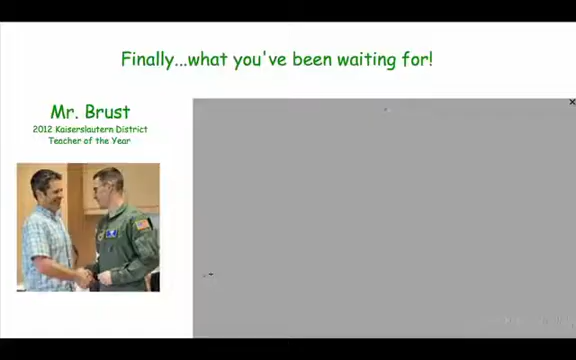 Finally...what you've been waiting for!
Mr. Brust
2012 Kaiserslautern District
Teacher of the Year